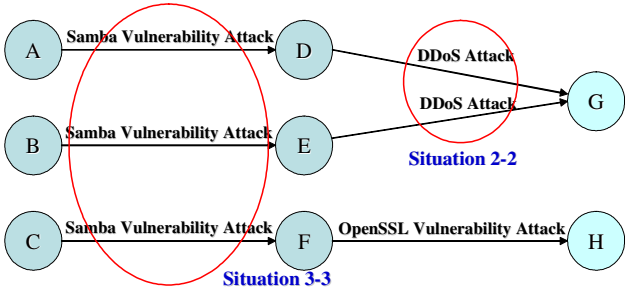 A Samba Vulnerability Attack D
DDoS Attack
G
DDoS Attack
B Samba Vulnerability Attack E
Situation 2-2
C Samba Vulnerability Attack F OpenSSL Vulnerability Attack H
Situation 3-3